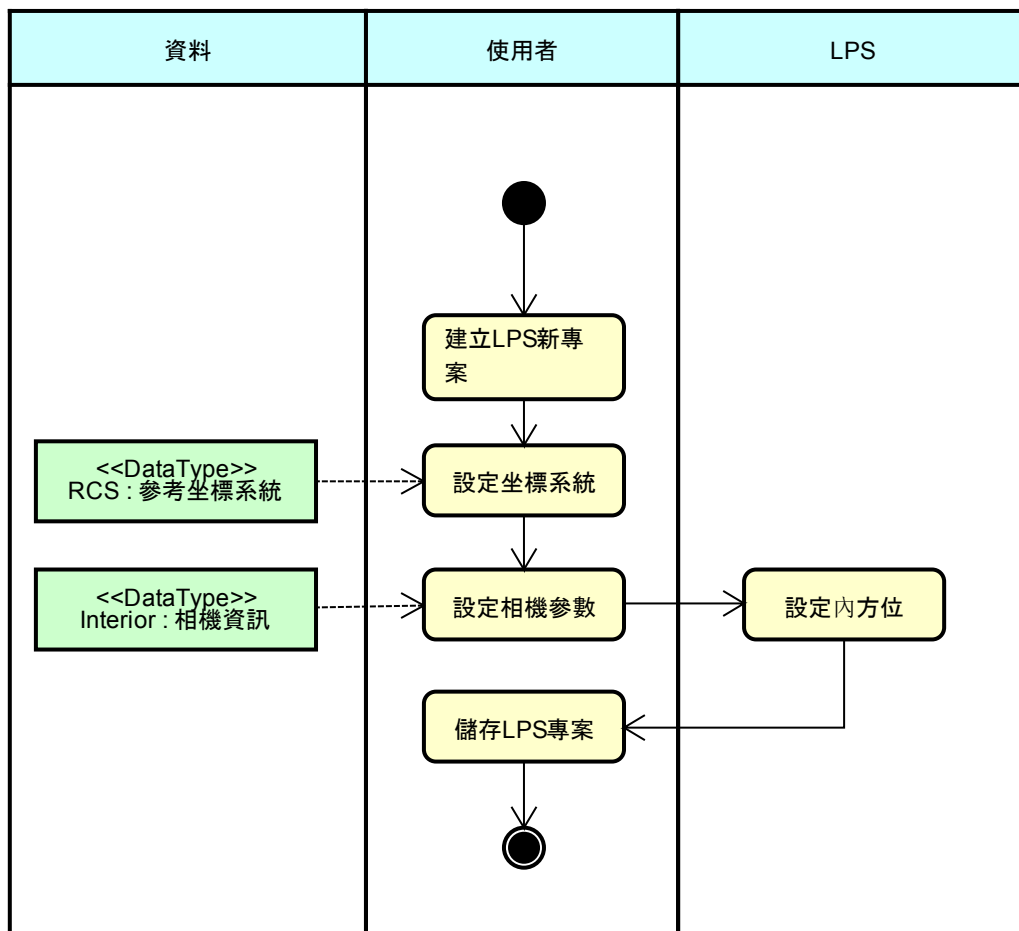 資料
使用者
LPS
建立LPS新專
案
<<DataType>>
RCS : 參考坐標系統
設定坐標系統
<<DataType>>
Interior : 相機資訊
設定相機參數
設定內方位
儲存LPS專案